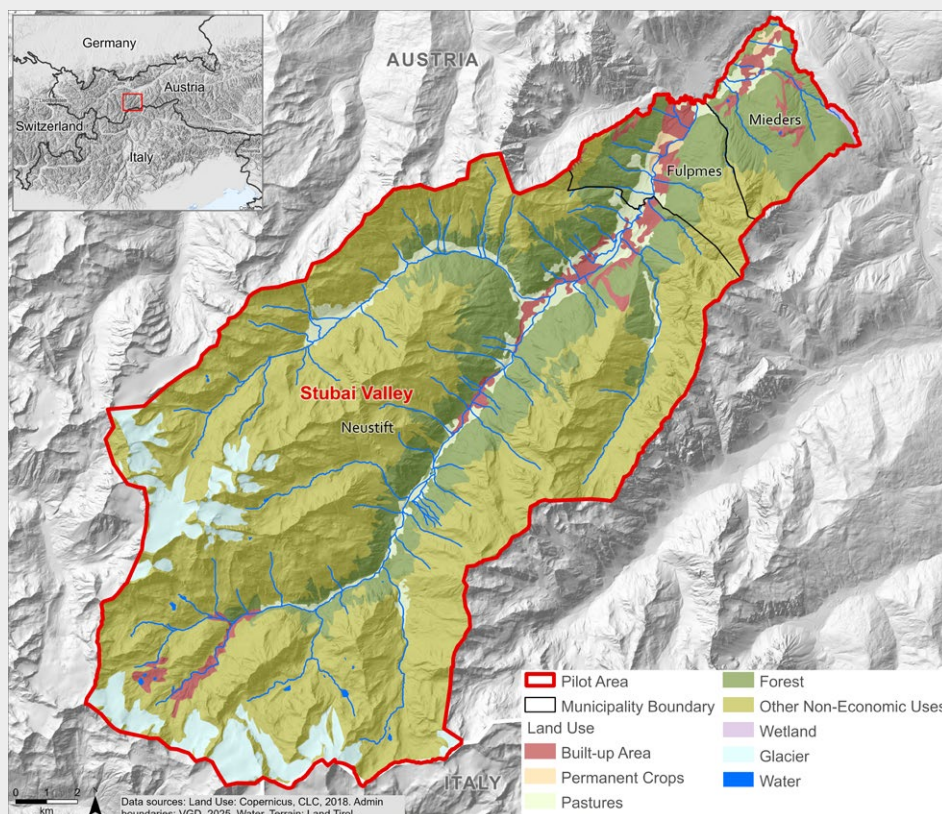 Germany
Austria
Switzerland
Italy
AUSTRIA
Mieders
Fulpmes
Stubai Valley
Neustift
ITALY
Pilot Area
Municipality Boundary
Land Use
Built-up Area
Permanent Crops
Pastures
Forest
Other Non-Economic Uses
Wetland
Glacier
Water
0 1 2
km
N
Data sources: Land Use: Copernicus, CLC, 2018. Admin
boundaries: VGD, 2025, Water, Terrain: Land Tirol